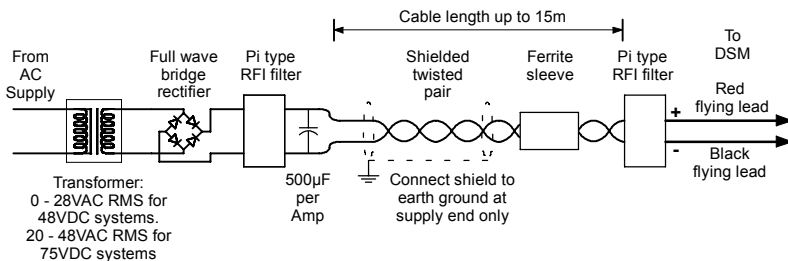 Cable length up to 15m
To
DSM
From
AC
Supply
Full wave
bridge
rectifier
Pi type
RFI filter
Shielded
twisted
pair
Ferrite
sleeve
Pi type
RFI filter
Red
flying lead
+
-
Black
flying lead
Transformer:
0 - 28VAC RMS for
48VDC systems.
20 - 48VAC RMS for
75VDC systems
500µF
per
Amp
Connect shield to
earth ground at
supply end only